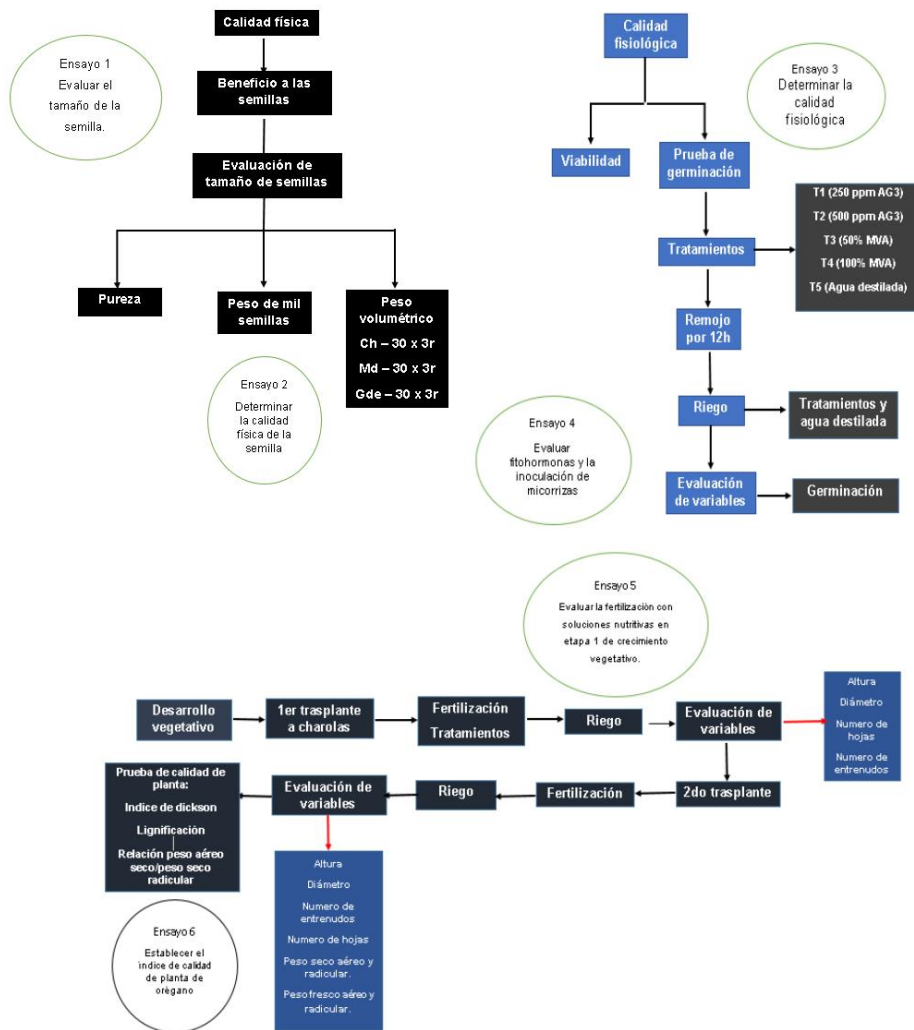 Calidad física
Ensayo 1
Evaluar el
tamaño de la
semilla.
Beneficio a las
semillas
Evaluación de
tamaño de semillas
Pureza
Peso de mil
semillas
Peso
volumétrico
Ch – 30 x 3r
Md – 30 x 3r
Gde – 30 x 3r
Ensayo 2
Determinar
la calidad
física de la
semilla
Calidad
fisiológica
Ensayo 3
Determinar la
calidad
fisiológica
Viabilidad
Prueba de
germinación
Tratamientos
T1 (250 ppm AG3)
T2 (500 ppm AG3)
T3 (50% MVA)
T4 (100% MVA)
T5 (Agua destilada)
Remojo
por 12h
Riego
Tratamientos y
agua destilada
Ensayo 4
Evaluar
fitohormonas y la
inoculación de
micorrizas
Evaluación
de variables
Germinación
Ensayo 5
Evaluar la fertilizaciòn con
soluciones nutritivas en
etapa 1 de crecimiento
vegetativo.
Desarrollo
vegetativo
1er trasplante
a charolas
Fertilización
Tratamientos
Riego
Evaluación de
variables
Altura
Diámetro
Numero de
hojas
Numero de
entrenudos
2do trasplante
Fertilización
Riego
Evaluación de
variables
Altura
Diámetro
Numero de
entrenudos
Numero de hojas
Peso seco aéreo y
radicular.
Peso fresco aéreo y
radicular.
Prueba de calidad de
planta:
Indice de dickson
Lignificación
Relación peso aéreo
seco/peso seco
radicular
Ensayo 6
Establecer el
ìndice de calidad
de planta de
orègano